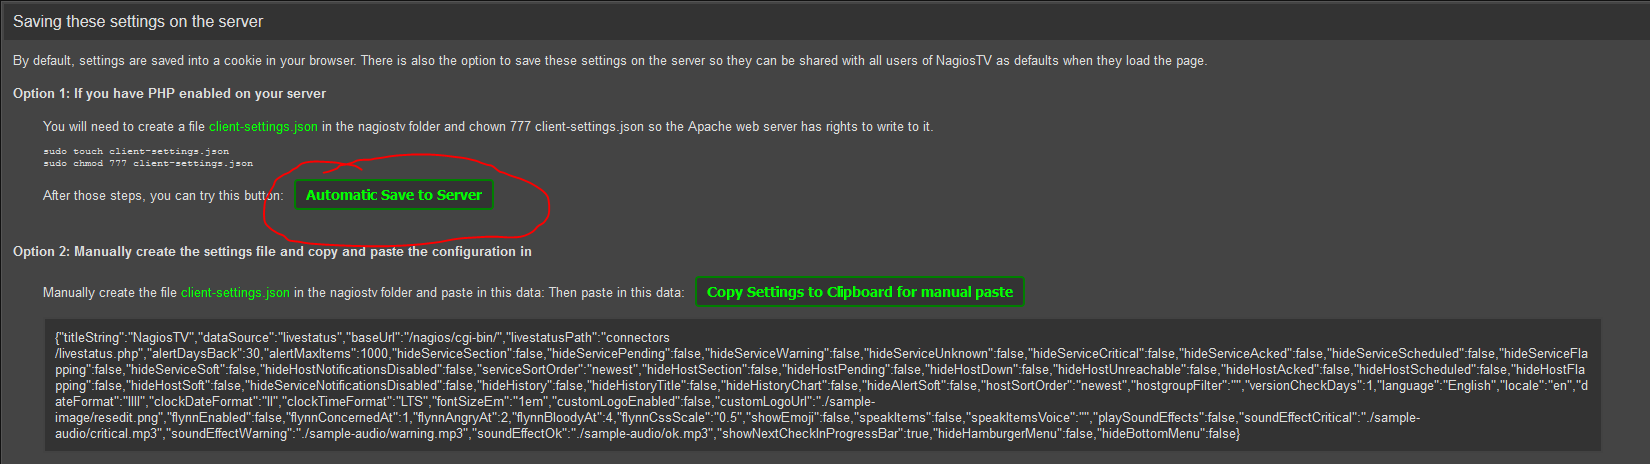 Saving these settings on the server
By default, settings are saved into a cookie in your browser. There is also the option to save these settings on the server so they can be shared with all users of NagiosTV as defaults when they load the page.
Option 1: If you have PHP enabled on your server
You will need to create a file client-settings.json in the nagiostv folder and chown 777 client-settings.json so the Apache web server has rights to write to it.
sudo touch client-settings.json
sudo chmod 777 client-settings.json
After those steps, you can try this button: Automatic Save to Server
Option 2: Manually create the settings file and copy and paste the configuration in
Manually create the file client-settings.json in the nagiostv folder and paste in this data: Then paste in this data: Copy Settings to Clipboard for manual paste
{"titleString":"NagiosTV","dataSource":"livestatus","baseUrl":"/nagios/cgi-bin/","livestatusPath":"connectors
/livestatus.php","alertDaysBack":30,"alertMaxItems":1000,"hideServiceSection":false,"hideServicePending":false,"hideServiceWarning":false,"hideServiceUnknown":false,"hideServiceCritical":false,"hideServiceAcked":false,"hideServiceScheduled":false,"hideServiceFla
pping":false,"hideServiceSoft":false,"hideHostNotificationsDisabled":false,"serviceSortOrder":"newest","hideHostSection":false,"hideHostPending":false,"hideHostDown":false,"hideHostUnreachable":false,"hideHostAcked":false,"hideHostScheduled":false,"hideHostFla
pping":false,"hideHostSoft":false,"hideServiceNotificationsDisabled":false,"hideHistory":false,"hideHistoryTitle":false,"hideHistoryChart":false,"hideAlertSoft":false,"hostSortOrder":"newest","hostgroupFilter":"","versionCheckDays":1,"language":"English","locale":"en","d
ateFormat":"llll","clockDateFormat":"ll","clockTimeFormat":"LTS","fontSizeEm":"1em","customLogoEnabled":false,"customLogoUrl":"./sample-
image/resedit.png","flynnEnabled":false,"flynnConcernedAt":1,"flynnAngryAt":2,"flynnBloodyAt":4,"flynnCssScale":"0.5","showEmoji":false,"speakItems":false,"speakItemsVoice":"","playSoundEffects":false,"soundEffectCritical":"./sample-
audio/critical.mp3","soundEffectWarning":"./sample-audio/warning.mp3","soundEffectOk":"./sample-audio/ok.mp3","showNextCheckInProgressBar":true,"hideHamburgerMenu":false,"hideBottomMenu":false}